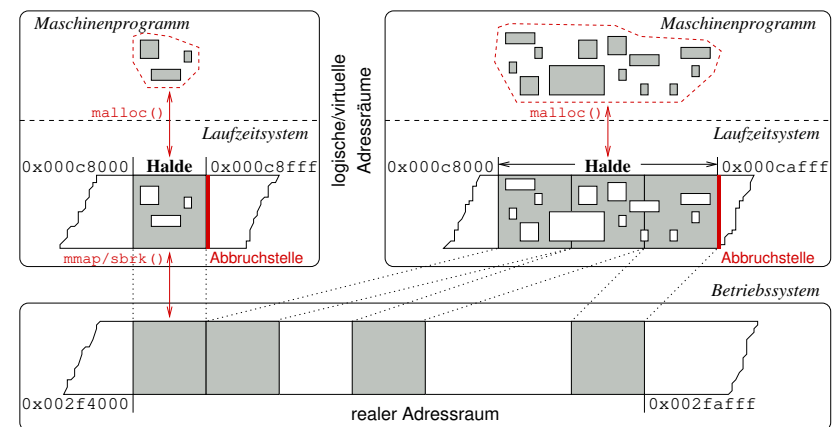 Maschinenprogramm
malloc()
Laufzeitsystem
0x000c8000 Halde 0x000c8fff
mmap/sbrk() Abbruchstelle
logische/virtuelle
Adressräume
Maschinenprogramm
malloc()
Laufzeitsystem
0x000c8000 Halde 0x000cafff
Abbruchstelle
Betriebssystem
0x002f4000 realer Adressraum 0x002fafff